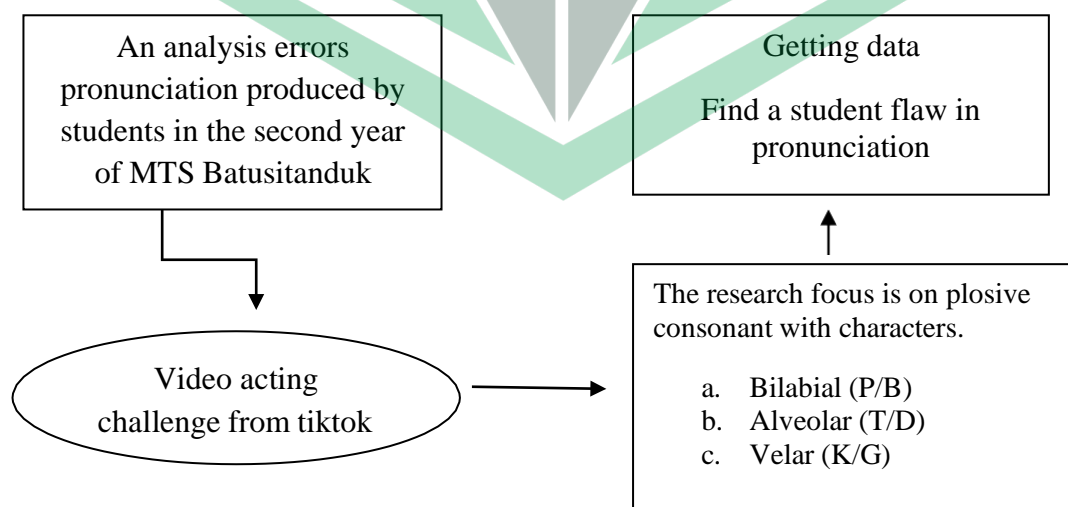 An analysis errors
pronunciation produced by
students in the second year
of MTS Batusitanduk
Video acting
challenge from tiktok
The research focus is on plosive
consonant with characters.
a. Bilabial (P/B)
b. Alveolar (T/D)
c. Velar (K/G)
Getting data
Find a student flaw in
pronunciation